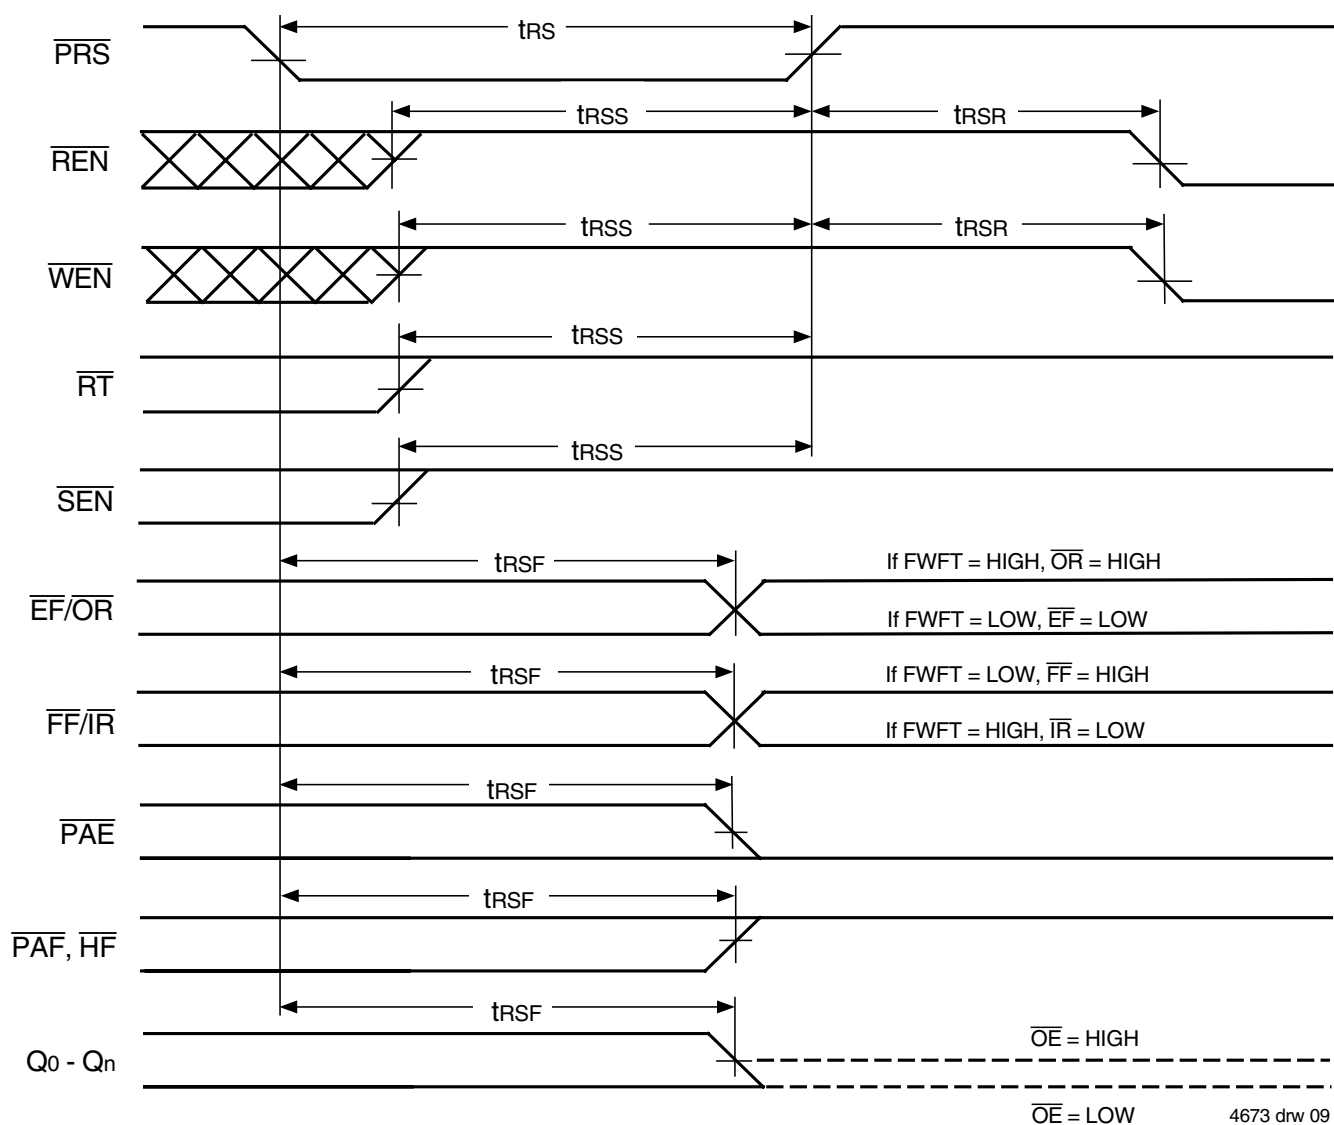 tRS
PRS
tRSS
tRSR
REN
tRSS
tRSR
WEN
tRSS
RT
tRSS
SEN
tRSF
If FWFT = HIGH, OR = HIGH
EF/OR
If FWFT = LOW, EF = LOW
tRSF
If FWFT = LOW, FF = HIGH
FF/IR
If FWFT = HIGH, IR = LOW
tRSF
PAE
tRSF
PAF, HF
tRSF
OE = HIGH
Q0 - Qn
OE = LOW
4673 drw 09